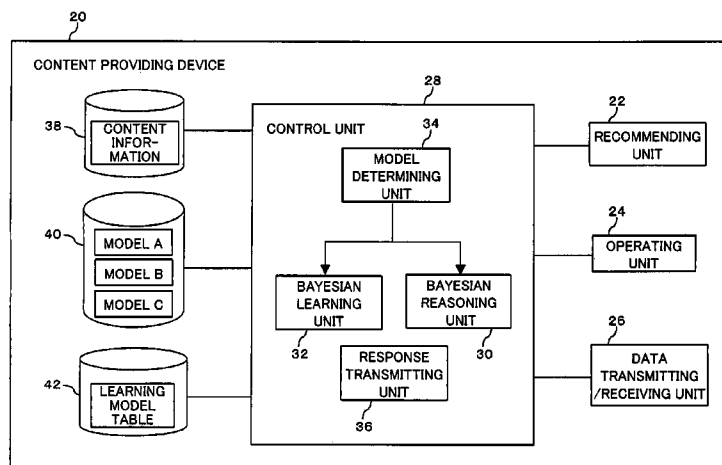 20
CONTENT PROVIDING DEVICE
38
CONTENT
INFOR-
MATION
40
MODEL A
MODEL B
MODEL C
42
LEARNING
MODEL
TABLE
28
CONTROL UNIT
34
MODEL
DETERMINING
UNIT
BAYESIAN
LEARNING
UNIT
32
BAYESIAN
REASONING
UNIT
30
RESPONSE
TRANSMITTING
UNIT
36
22
RECOMMENDING
UNIT
24
OPERATING
UNIT
26
DATA
TRANSMITTING
/RECEIVING UNIT